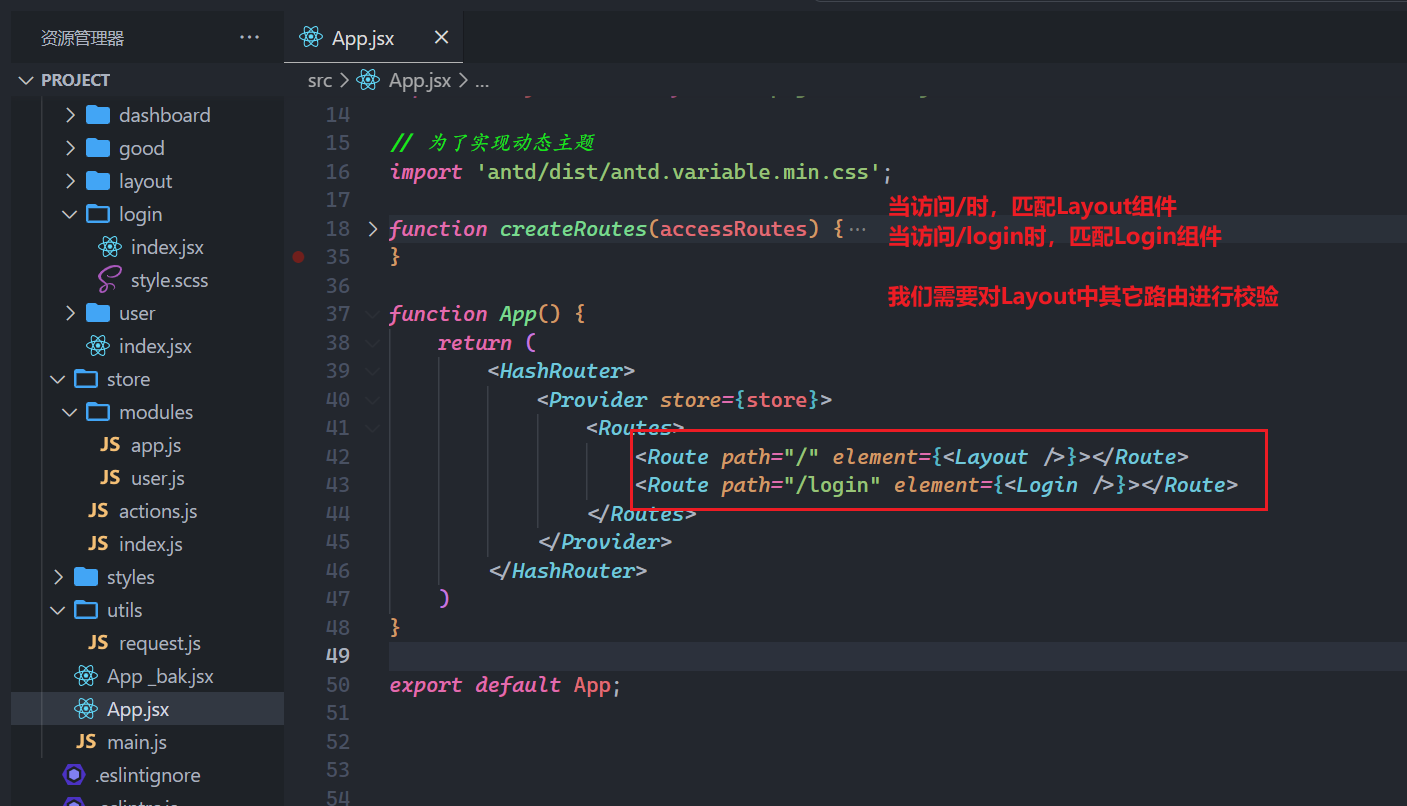 资源管理器 ···
PROJECT
dashboard
good
layout
login
index.jsx
style.scss
user
index.jsx
store
modules
JS app.js
JS user.js
JS actions.js
JS index.js
styles
utils
JS request.js
App _bak.jsx
App.jsx
JS main.js
.eslintignore
App.jsx ×
src > App.jsx > ...
14
15 // 为了实现动态主题
16 import 'antd/dist/antd.variable.min.css';
17
18 function createRoutes(accessRoutes) {···
35 }
36
37 function App() {
38 return (
39 <HashRouter>
40 <Provider store={store}>
41 <Routes>
42 <Route path="/" element={<Layout />}></Route>
43 <Route path="/login" element={<Login />}></Route>
44 </Routes>
45 </Provider>
46 </HashRouter>
47 )
48 }
49
50 export default App;
51
52
53
54
当访问/时，匹配Layout组件
当访问/login时，匹配Login组件
我们需要对Layout中其它路由进行校验